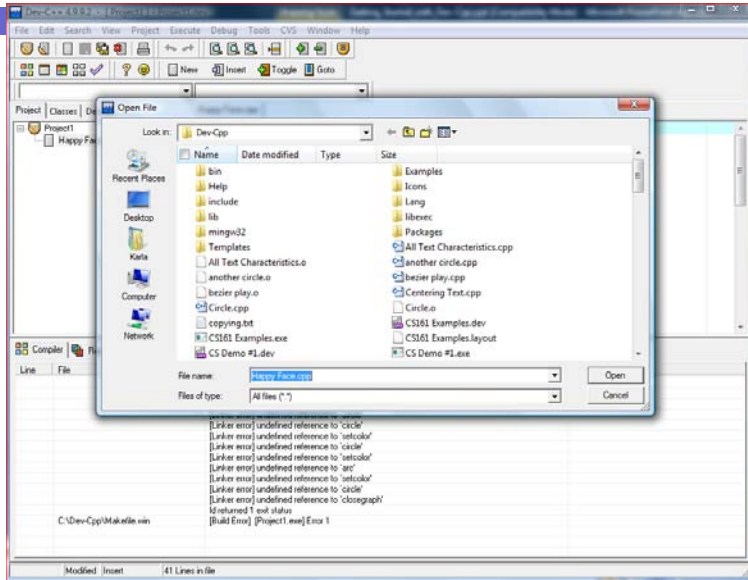 Dev-C++ 4.9.9.2
File Edit Search View Project Execute Debug Tools CVS Window Help
New Insert Toggle Goto
Project Classes
Project1
Open File
Look in: Dev-Cpp
Name Date modified Type Size
Recent Places
Desktop
Karla
Computer
Network
bin
Help
include
lib
mingw32
Templates
All Text Characteristics.o
another circle.o
bezier play.o
Circle.cpp
copying.txt
CS161 Examples.exe
CS Demo #1.dev
Examples
Icons
Lang
libexec
Packages
All Text Characteristics.cpp
another circle.cpp
bezier play.cpp
Centering Text.cpp
Circle.o
CS161 Examples.dev
CS161 Examples.layout
CS Demo #1.exe
File name: Happy Face.cpp Open
Files of type: All files (*.*) Cancel
Compiler
Line File
[Linker error] undefined reference to `setcolor'
[Linker error] undefined reference to `circle'
[Linker error] undefined reference to `setcolor'
[Linker error] undefined reference to `arc'
[Linker error] undefined reference to `setcolor'
[Linker error] undefined reference to `circle'
[Linker error] undefined reference to `closegraph'
ld returned 1 exit status
C:\Dev-Cpp\Makefile.win [Build Error] [Project1.exe] Error 1
Modified Insert 41 Lines in file